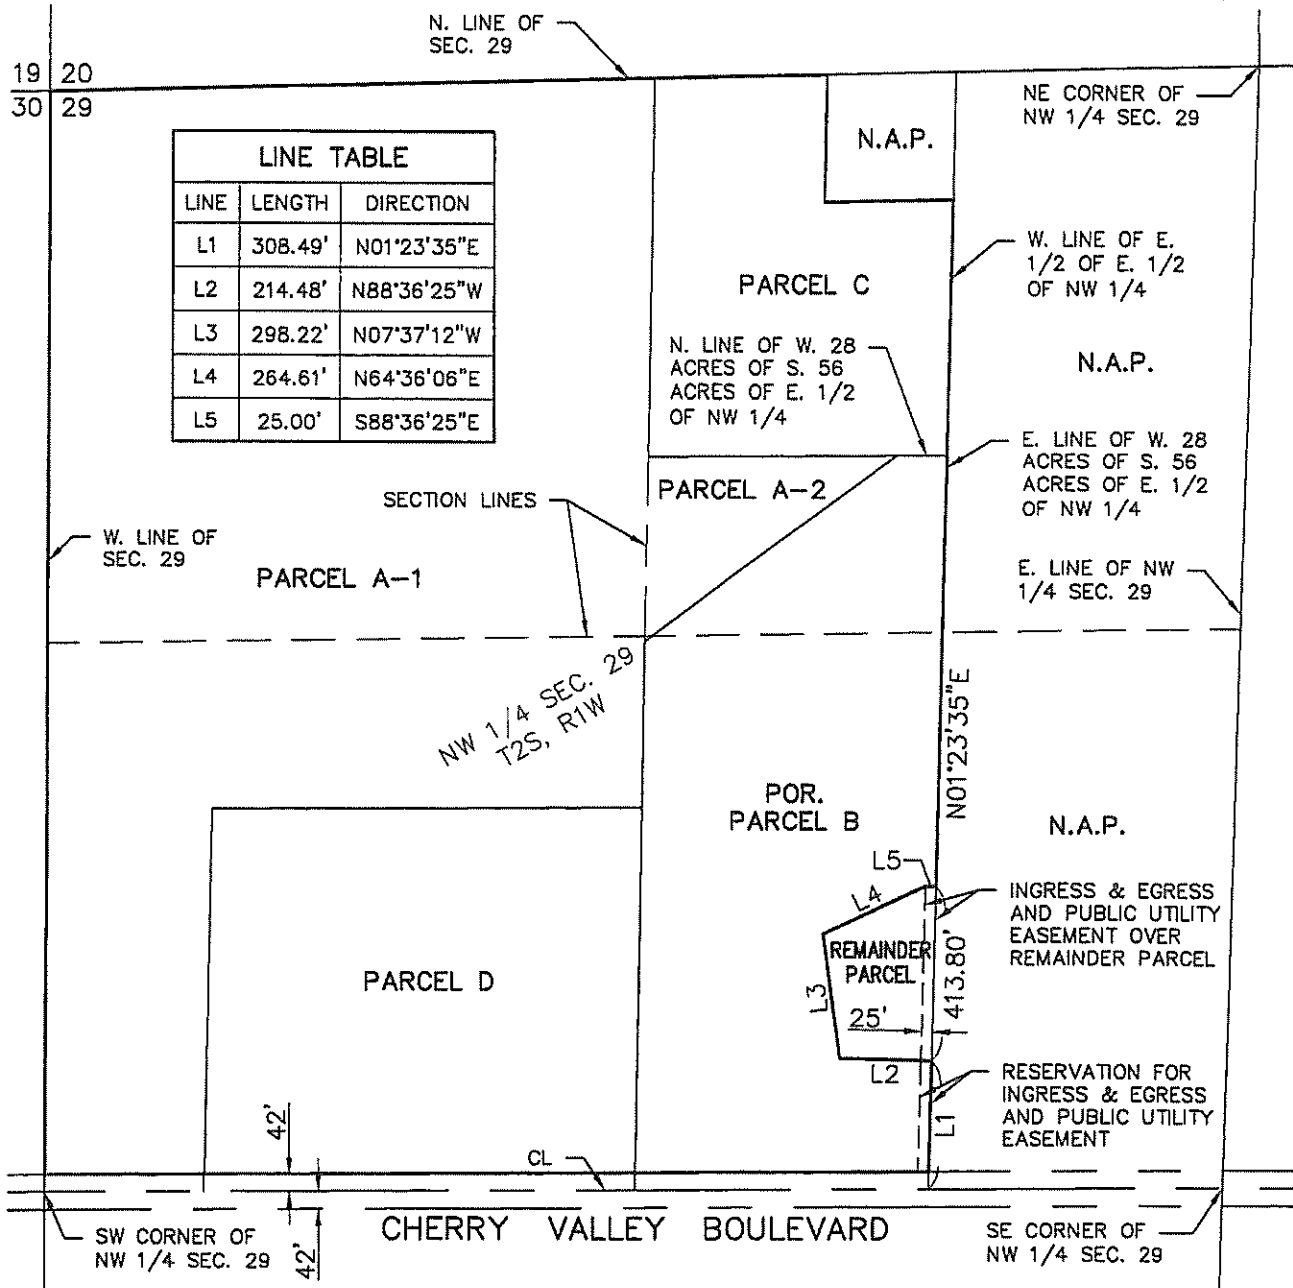 N. LINE OF
SEC. 29
19 20
30 29
NE CORNER OF
NW 1/4 SEC. 29
LINE TABLE
LINE LENGTH DIRECTION
L1 308.49' N01°23'35"E
L2 214.48' N88°36'25"W
L3 298.22' N07°37'12"W
L4 264.61' N64°36'06"E
L5 25.00' S88°36'25"E
N.A.P.
PARCEL C
W. LINE OF E.
1/2 OF E. 1/2
OF NW 1/4
N. LINE OF W. 28
ACRES OF S. 56
ACRES OF E. 1/2
OF NW 1/4
N.A.P.
E. LINE OF W. 28
ACRES OF S. 56
ACRES OF E. 1/2
OF NW 1/4
SECTION LINES
PARCEL A-2
W. LINE OF
SEC. 29
PARCEL A-1
E. LINE OF NW
1/4 SEC. 29
NW 1/4 SEC. 29
T2S, R1W
N01°23'35"E
POR.
PARCEL B
N.A.P.
L5
L4
INGRESS & EGRESS
AND PUBLIC UTILITY
EASEMENT OVER
REMAINDER PARCEL
REMAINDER
PARCEL
413.80'
PARCEL D
L3
25'
L2
RESERVATION FOR
INGRESS & EGRESS
AND PUBLIC UTILITY
EASEMENT
L1
42'
CL
CHERRY VALLEY BOULEVARD
42'
SW CORNER OF
NW 1/4 SEC. 29
SE CORNER OF
NW 1/4 SEC. 29